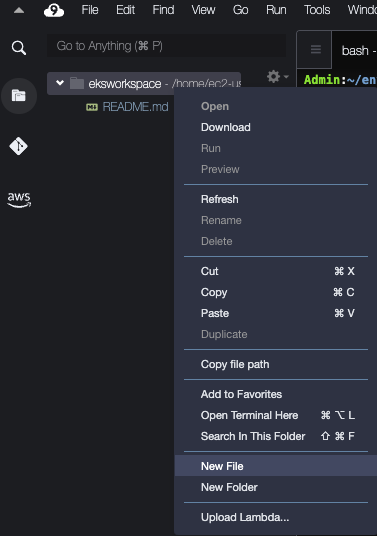 9 File Edit Find View Go Run Tools
Go to Anything (⌘ P)
bash -
eksworkspace - /home/ec2-us
Admin:~/en
README.md
Open
Download
Run
Preview
Refresh
Rename
Delete
Cut ⌘ X
Copy ⌘ C
Paste ⌘ V
Duplicate
Copy file path
Add to Favorites
Open Terminal Here ⌘ ⌥ L
Search In This Folder ⇧ ⌘ F
New File
New Folder
Upload Lambda...
aws